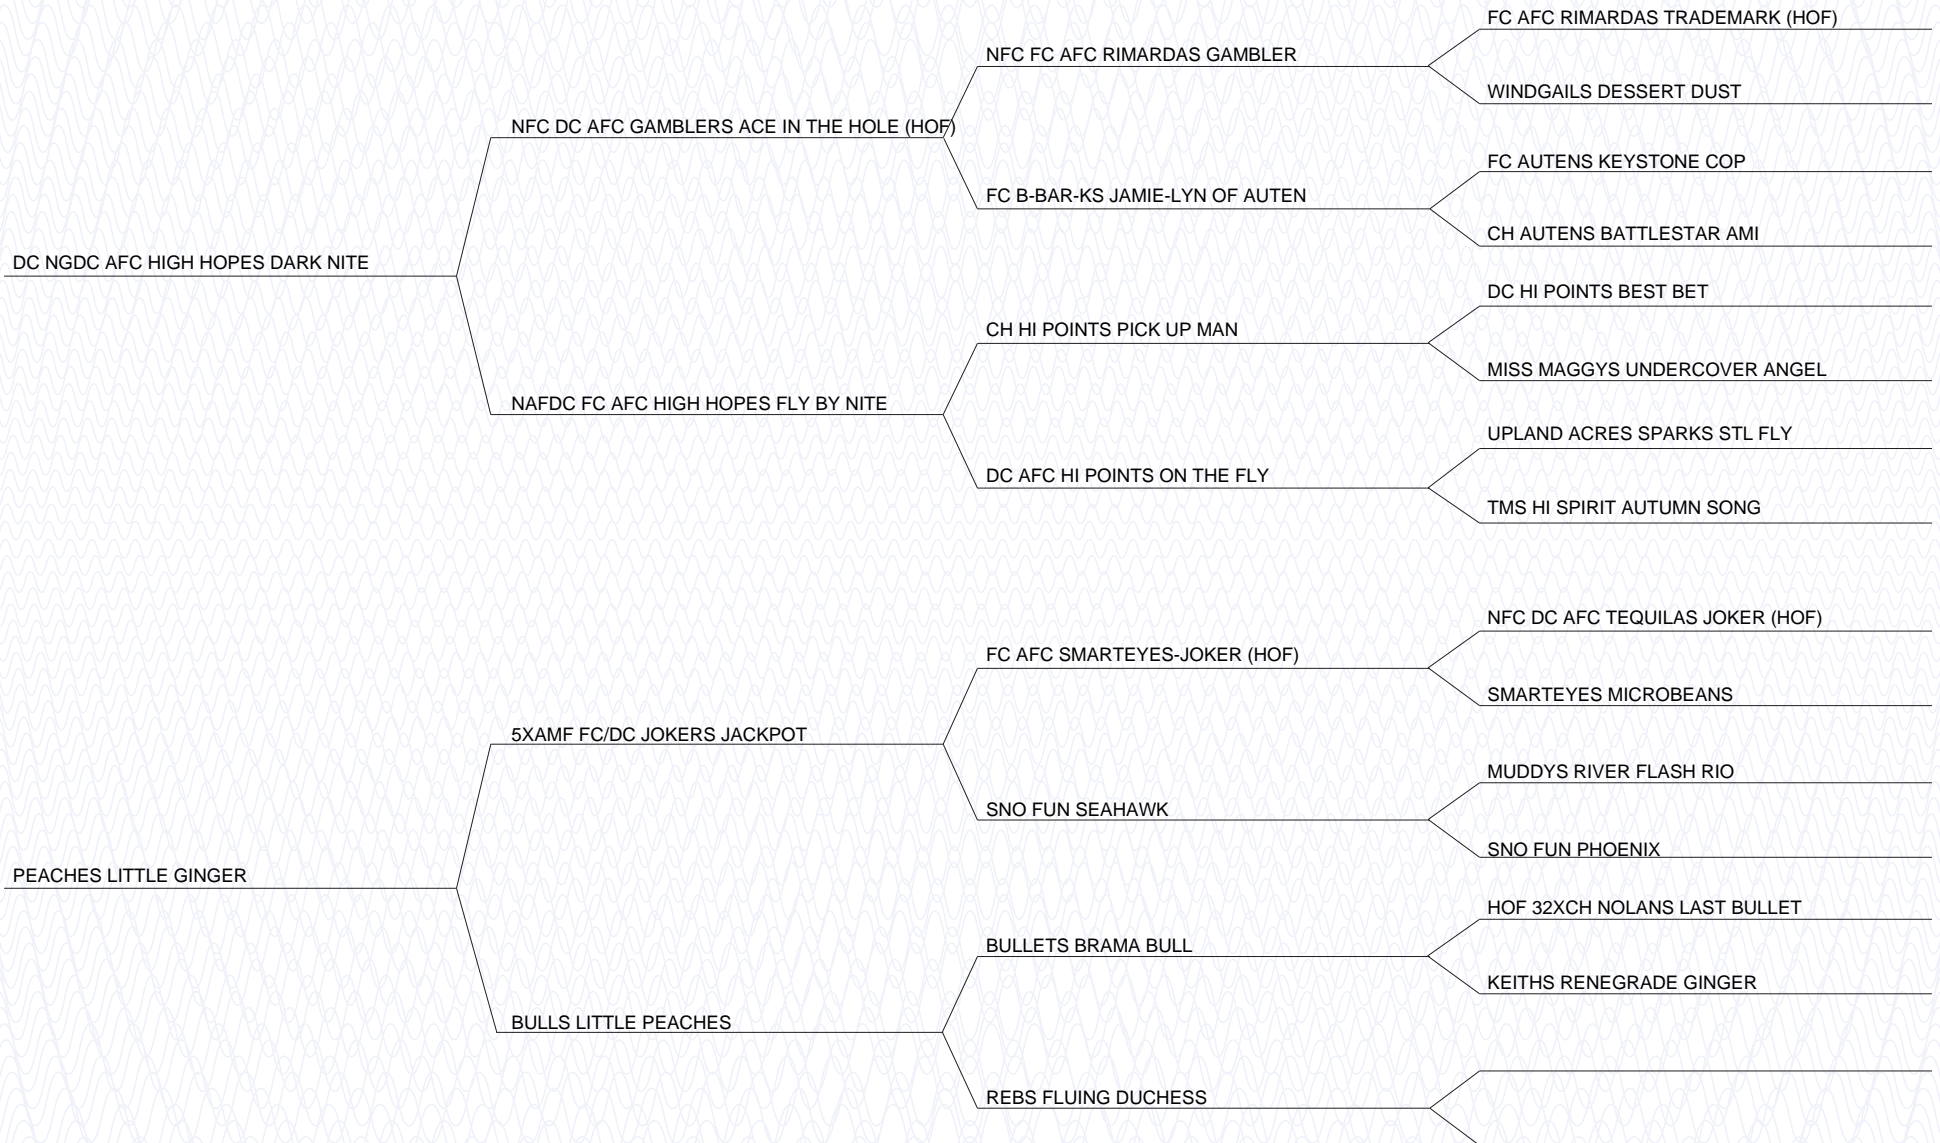 FC AFC RIMARDAS TRADEMARK (HOF)
NFC FC AFC RIMARDAS GAMBLER
WINDGAILS DESSERT DUST
NFC DC AFC GAMBLERS ACE IN THE HOLE (HOF)
FC AUTENS KEYSTONE COP
FC B-BAR-KS JAMIE-LYN OF AUTEN
CH AUTENS BATTLESTAR AMI
DC NGDC AFC HIGH HOPES DARK NITE
DC HI POINTS BEST BET
CH HI POINTS PICK UP MAN
MISS MAGGYS UNDERCOVER ANGEL
NAFDC FC AFC HIGH HOPES FLY BY NITE
UPLAND ACRES SPARKS STL FLY
DC AFC HI POINTS ON THE FLY
TMS HI SPIRIT AUTUMN SONG
NFC DC AFC TEQUILAS JOKER (HOF)
FC AFC SMARTEYES-JOKER (HOF)
SMARTEYES MICROBEANS
5XAMF FC/DC JOKERS JACKPOT
MUDDYS RIVER FLASH RIO
SNO FUN SEAHAWK
SNO FUN PHOENIX
PEACHES LITTLE GINGER
HOF 32XCH NOLANS LAST BULLET
BULLETS BRAMA BULL
KEITHS RENEGRADE GINGER
BULLS LITTLE PEACHES
REBS FLUING DUCHESS